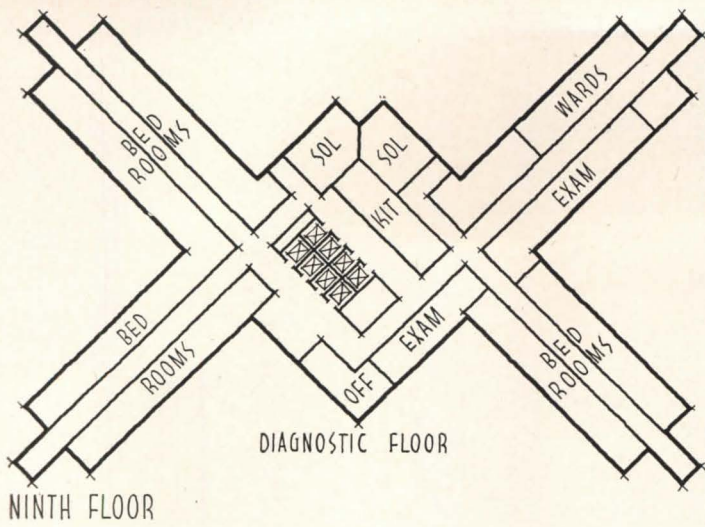 SOL
SOL
WARDS
BED
ROOMS
KIT
EXAM
BED
ROOMS
EXAM
BED
ROOMS
OFF
DIAGNOSTIC FLOOR
NINTH FLOOR